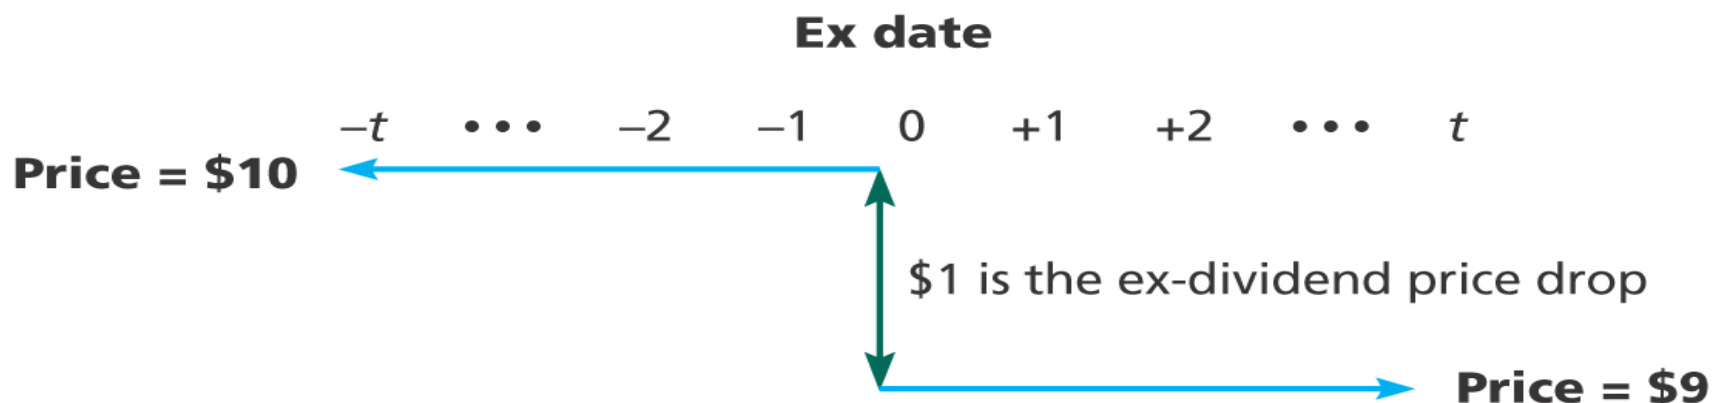 Ex date
–t ••• –2 –1 0 +1 +2 ••• t
Price = $10
$1 is the ex-dividend price drop
Price = $9